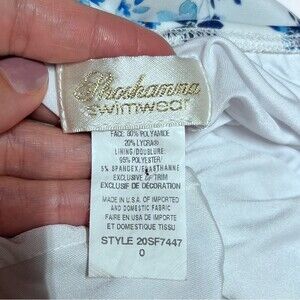 Shoshanna
swimwear
FACE: 80% POLYAMIDE
20% LYCRA®
LINING/DOUBLURE:
95% POLYESTER/
5% SPANDEX/ELASTHANNE
EXCLUSIVE OF TRIM
EXCLUSIF DE DÉCORATION
MADE IN U.S.A. OF IMPORTED
AND DOMESTIC FABRIC
FAIRE EN USA DE IMPORTE
ET DOMESTIQUE TISSU
STYLE 20SF7447
0